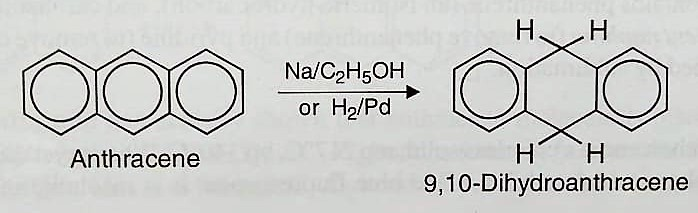 H H
Na/C2H5OH
or H2/Pd
Anthracene
H H
9,10-Dihydroanthracene